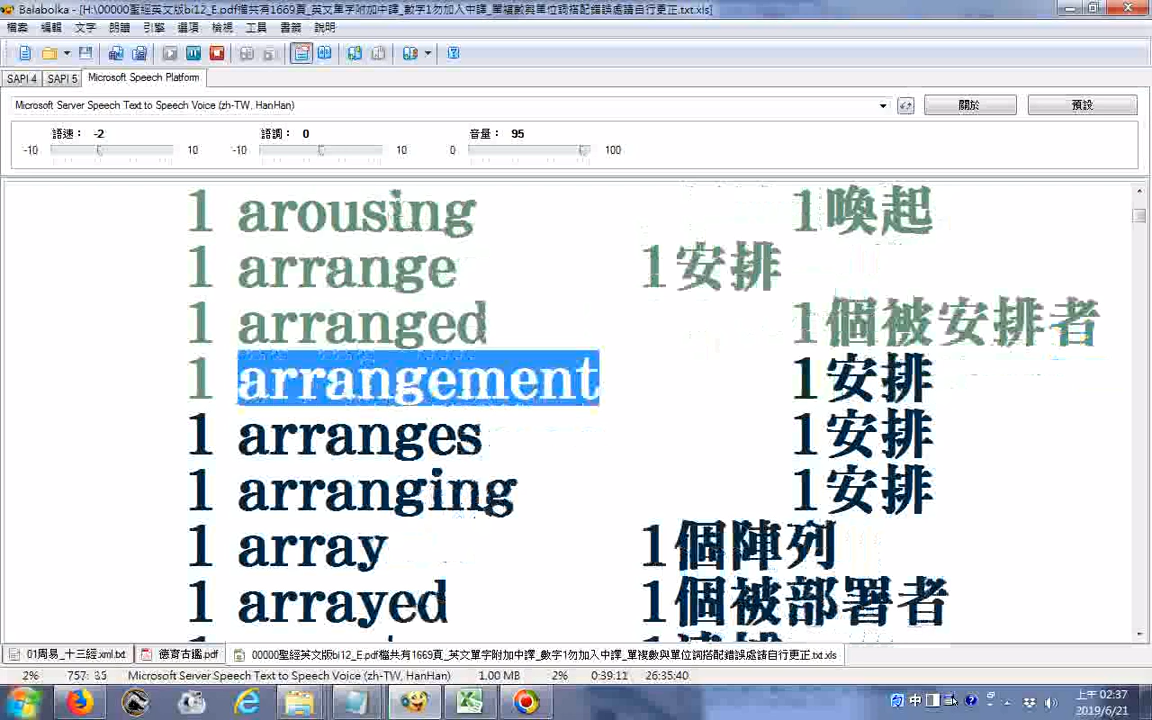 Balabolka - [H:\00000聖經英文版bi12_E.pdf檔共有1669頁_英文單字附加中譯_數字1勿加入中譯_單複數與單位詞搭配錯誤處請自行更正.txt.xls]
檔案 編輯 文字 朗讀 引擎 選項 檢視 工具 書籤 說明
SAPI 4 SAPI 5 Microsoft Speech Platform
Microsoft Server Speech Text to Speech Voice (zh-TW, HanHan) 關於 預設
語速： -2 語調： 0 音量： 95
-10 10 -10 10 0 100
1 arousing 1喚起
1 arrange 1安排
1 arranged 1個被安排者
1 arrangement 1安排
1 arranges 1安排
1 arranging 1安排
1 array 1個陣列
1 arrayed 1個被部署者
01周易_十三經.xml.txt 德育古鑑.pdf 00000聖經英文版bi12_E.pdf檔共有1669頁_英文單字附加中譯_數字1勿加入中譯_單複數與單位詞搭配錯誤處請自行更正.txt.xls
2% 757: 35 Microsoft Server Speech Text to Speech Voice (zh-TW, HanHan) 1.00 MB 2% 0:39:11 26:35:40
中 上午 02:37
2019/6/21